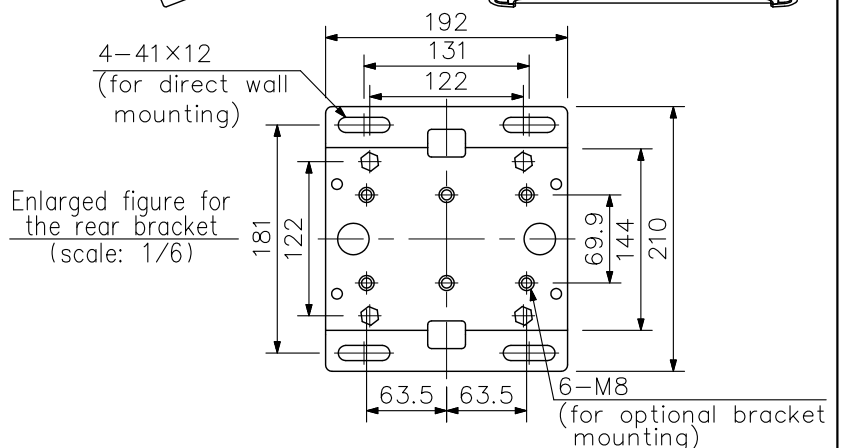 192
4-41×12
131
(for direct wall
mounting)
122
Enlarged figure for
the rear bracket
(scale: 1/6)
181
122
69.9
144
210
63.5
63.5
6-M8
(for optional bracket
mounting)